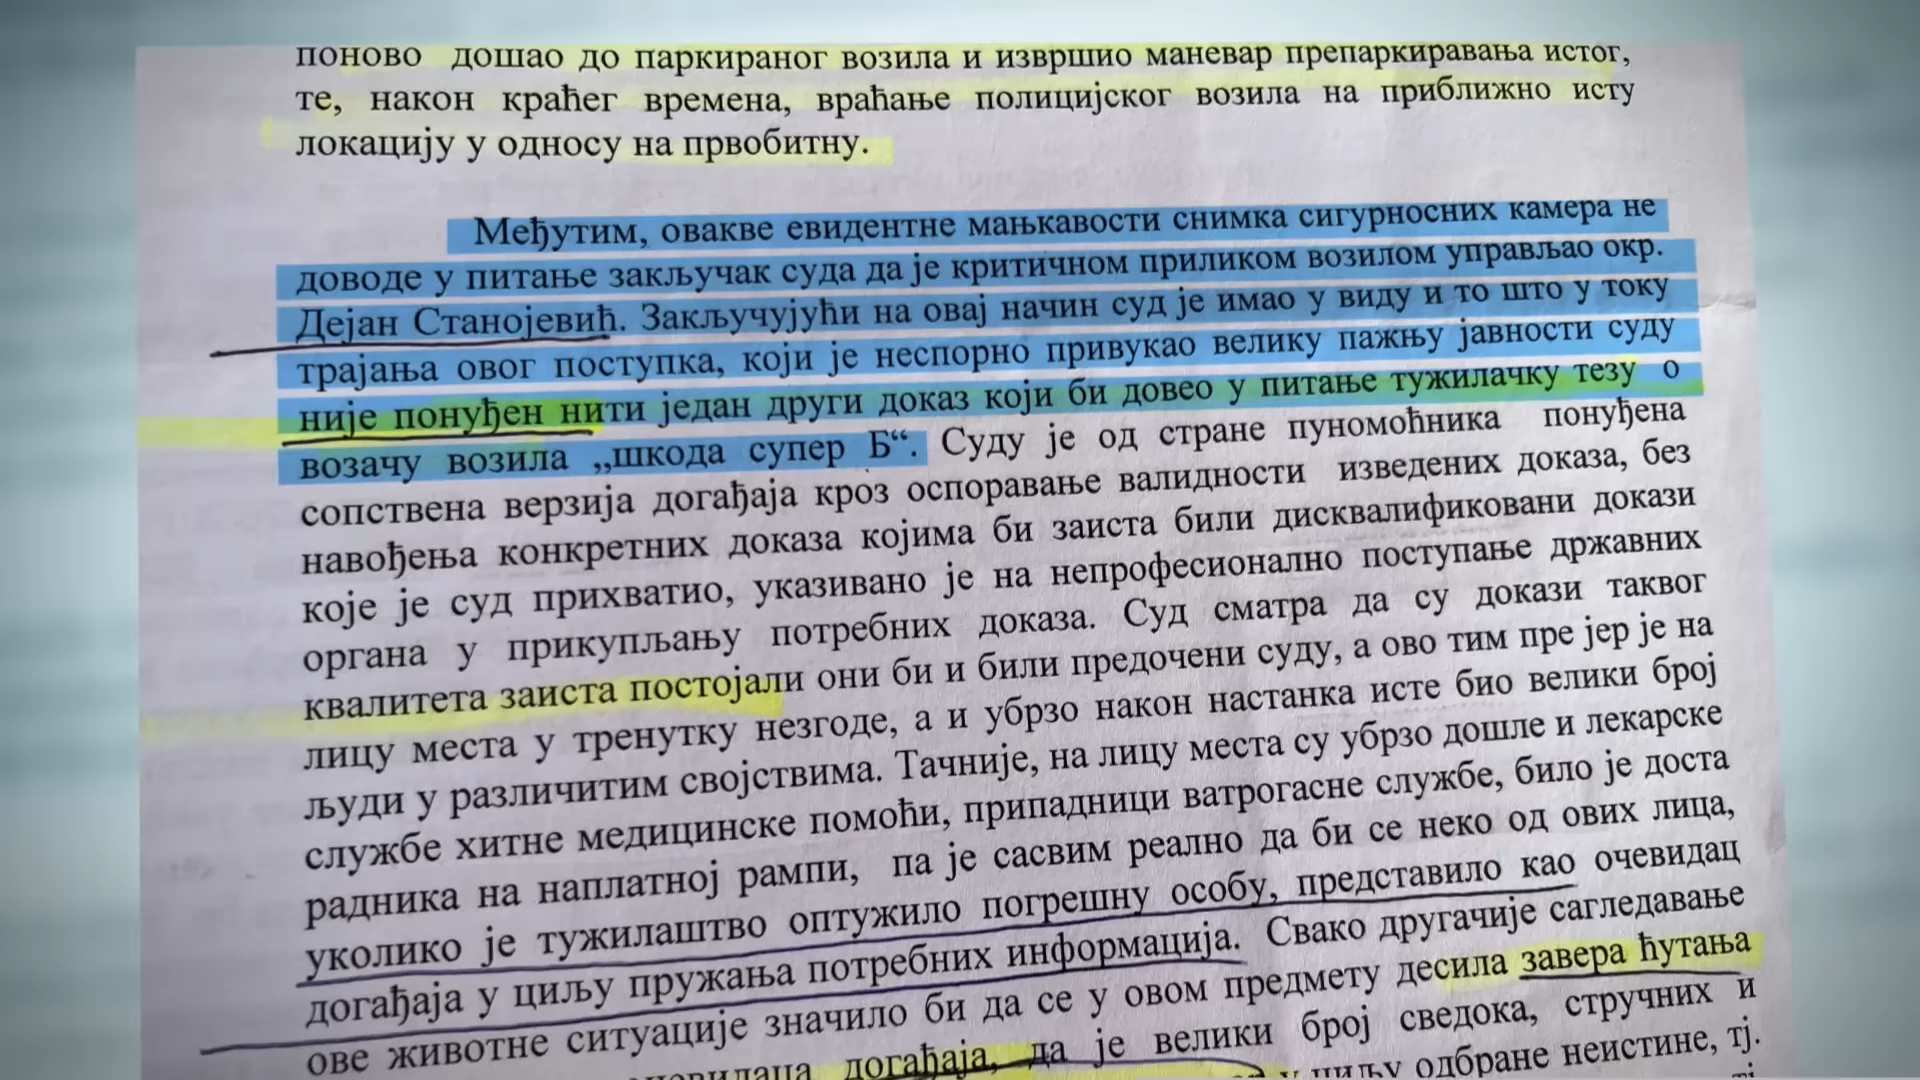 поново дошао до паркираног возила и извршио маневар препаркиравања истог,
те, након краћег времена, враћање полицијског возила на приближно исту
локацију у односу на првобитну.
Међутим, овакве евидентне мањкавости снимка сигурносних камера не
доводе у питање закључак суда да је критичном приликом возилом управљао окр.
Дејан Станојевић. Закључујући на овај начин суд је имао у виду и то што у току
трајања овог поступка, који је неспорно привукао велику пажњу јавности суду
није понуђен нити један други доказ који би довео у питање тужилачку тезу о
возачу возила „шкода супер Б“. Суду је од стране пуномоћника понуђена
сопствена верзија догађаја кроз оспоравање валидности изведених доказа, без
навођења конкретних доказа којима би заиста били дисквалификовани докази
које је суд прихватио, указивано је на непрофесионално поступање државних
органа у прикупљању потребних доказа. Суд сматра да су докази таквог
квалитета заиста постојали они би и били предочени суду, а ово тим пре јер је на
лицу места у тренутку незгоде, а и убрзо након настанка исте био велики број
људи у различитим својствима. Тачније, на лицу места су убрзо дошле и лекарске
службе хитне медицинске помоћи, припадници ватрогасне службе, било је доста
радника на наплатној рампи, па је сасвим реално да би се неко од ових лица,
уколико је тужилаштво оптужило погрешну особу, представило као очевидац
догађаја у циљу пружања потребних информација. Свако другачије сагледавање
ове животне ситуације значило би да се у овом предмету десила завера ћутања
догађаја, да је велики број сведока, стручних и
у циљу одбране неистине, тј.